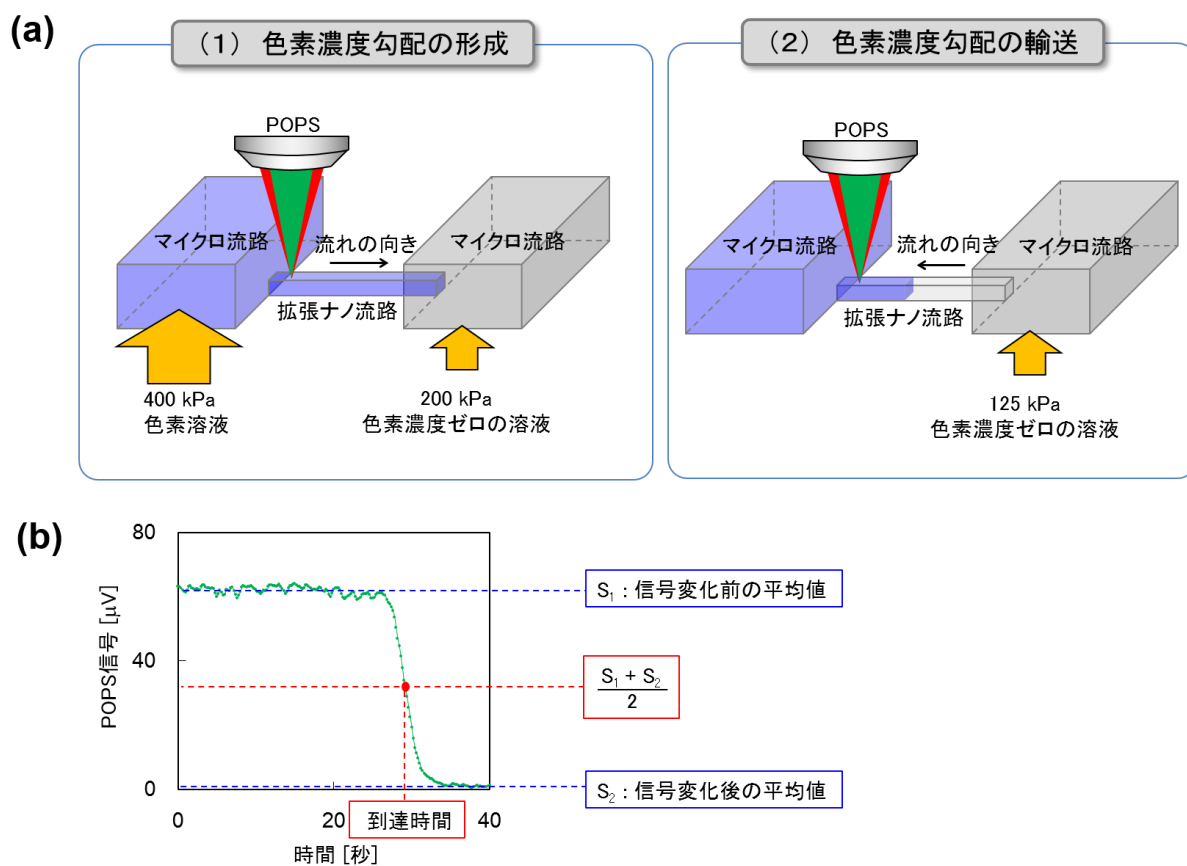 (a)
（1） 色素濃度勾配の形成
POPS
マイクロ流路
流れの向き
マイクロ流路
拡張ナノ流路
400 kPa
色素溶液
200 kPa
色素濃度ゼロの溶液
（2） 色素濃度勾配の輸送
POPS
マイクロ流路
流れの向き
マイクロ流路
拡張ナノ流路
125 kPa
色素濃度ゼロの溶液
(b)
POPS信号 [μV]
80
40
0
S₁ : 信号変化前の平均値
S₁ + S₂
2
S₂ : 信号変化後の平均値
0
20
40
到達時間
時間 [秒]